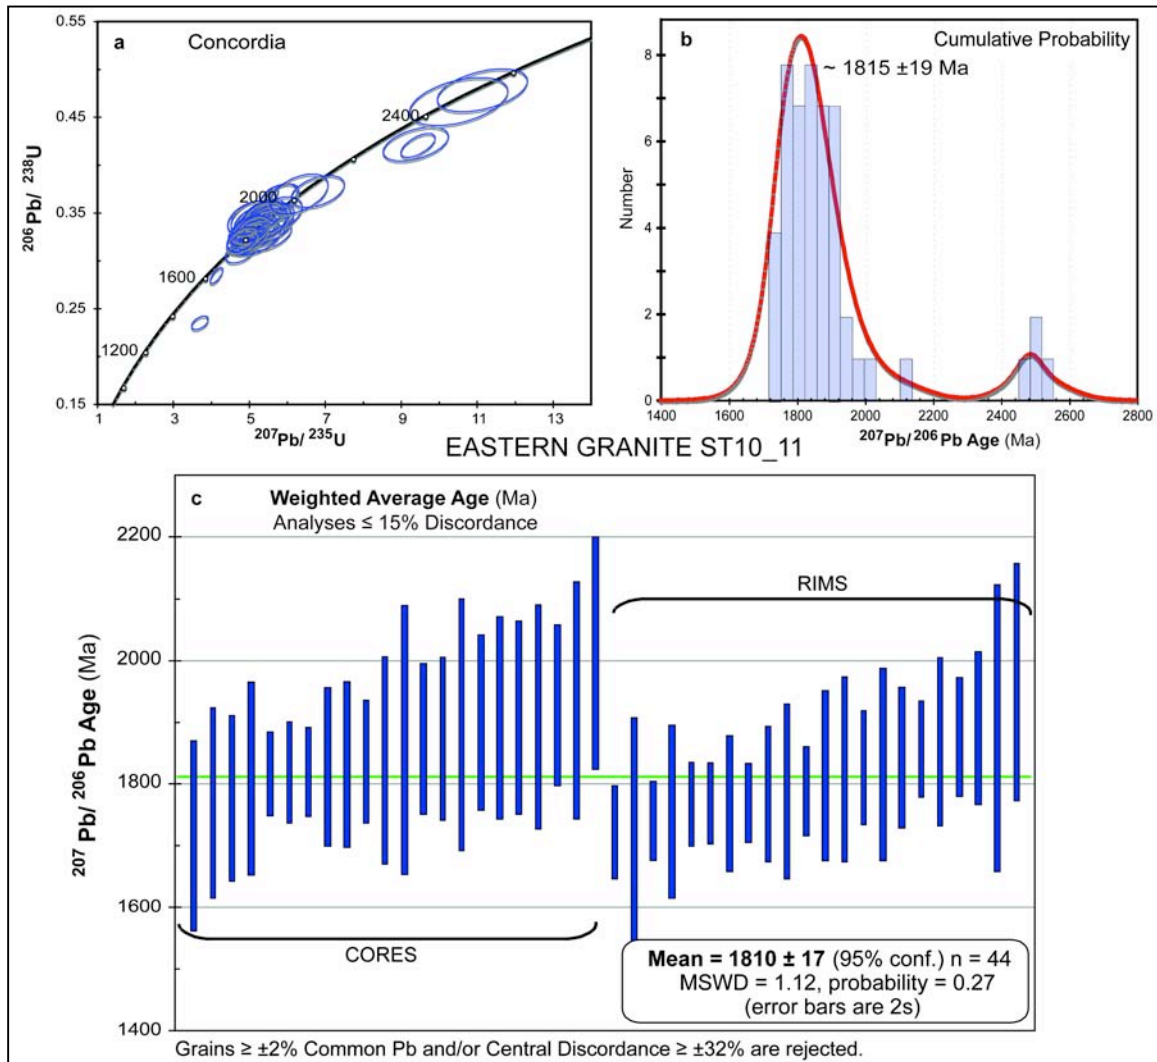 a Concordia
0.55
0.45
0.35
0.25
0.15
206Pb/ 238U
2400
2000
1600
1200
1 3 5 7 9 11 13
207Pb/ 235U
b Cumulative Probability
~ 1815 ±19 Ma
8
6
4
2
0
Number
1400 1600 1800 2000 2200 2400 2600 2800
207Pb/ 206Pb Age (Ma)
EASTERN GRANITE ST10_11
c Weighted Average Age (Ma)
Analyses ≤ 15% Discordance
2200
2000
1800
1600
1400
207 Pb/ 206 Pb Age (Ma)
RIMS
CORES
Mean = 1810 ± 17 (95% conf.) n = 44
MSWD = 1.12, probability = 0.27
(error bars are 2s)
Grains ≥ ±2% Common Pb and/or Central Discordance ≥ ±32% are rejected.